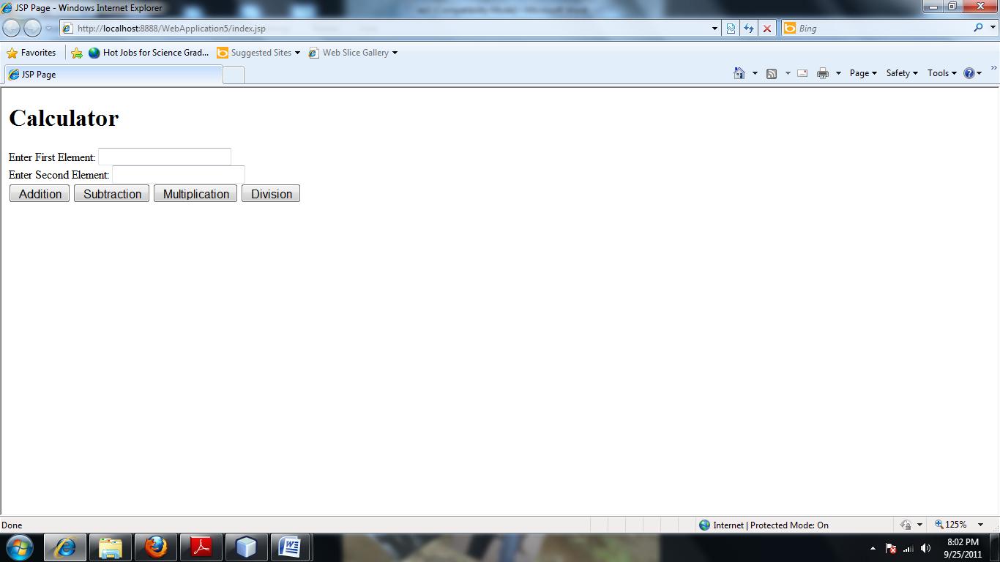 JSP Page - Windows Internet Explorer
http://localhost:8888/WebApplication5/index.jsp
Bing
Favorites Hot Jobs for Science Grad... Suggested Sites Web Slice Gallery
JSP Page
Page Safety Tools
Calculator
Enter First Element:
Enter Second Element:
Addition Subtraction Multiplication Division
Done
Internet | Protected Mode: On
125%
8:02 PM
9/25/2011